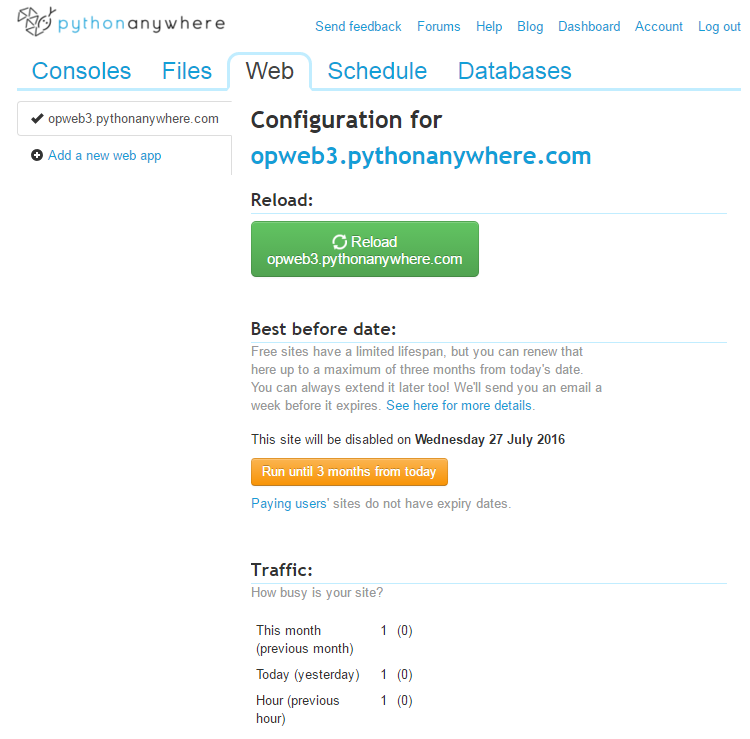 pythonanywhere
Send feedback Forums Help Blog Dashboard Account Log out
Consoles Files Web Schedule Databases
opweb3.pythonanywhere.com
Add a new web app
Configuration for
opweb3.pythonanywhere.com
Reload:
Reload
opweb3.pythonanywhere.com
Best before date:
Free sites have a limited lifespan, but you can renew that
here up to a maximum of three months from today's date.
You can always extend it later too! We'll send you an email a
week before it expires. See here for more details.
This site will be disabled on Wednesday 27 July 2016
Run until 3 months from today
Paying users' sites do not have expiry dates.
Traffic:
How busy is your site?
This month 1 (0)
(previous month)
Today (yesterday) 1 (0)
Hour (previous 1 (0)
hour)